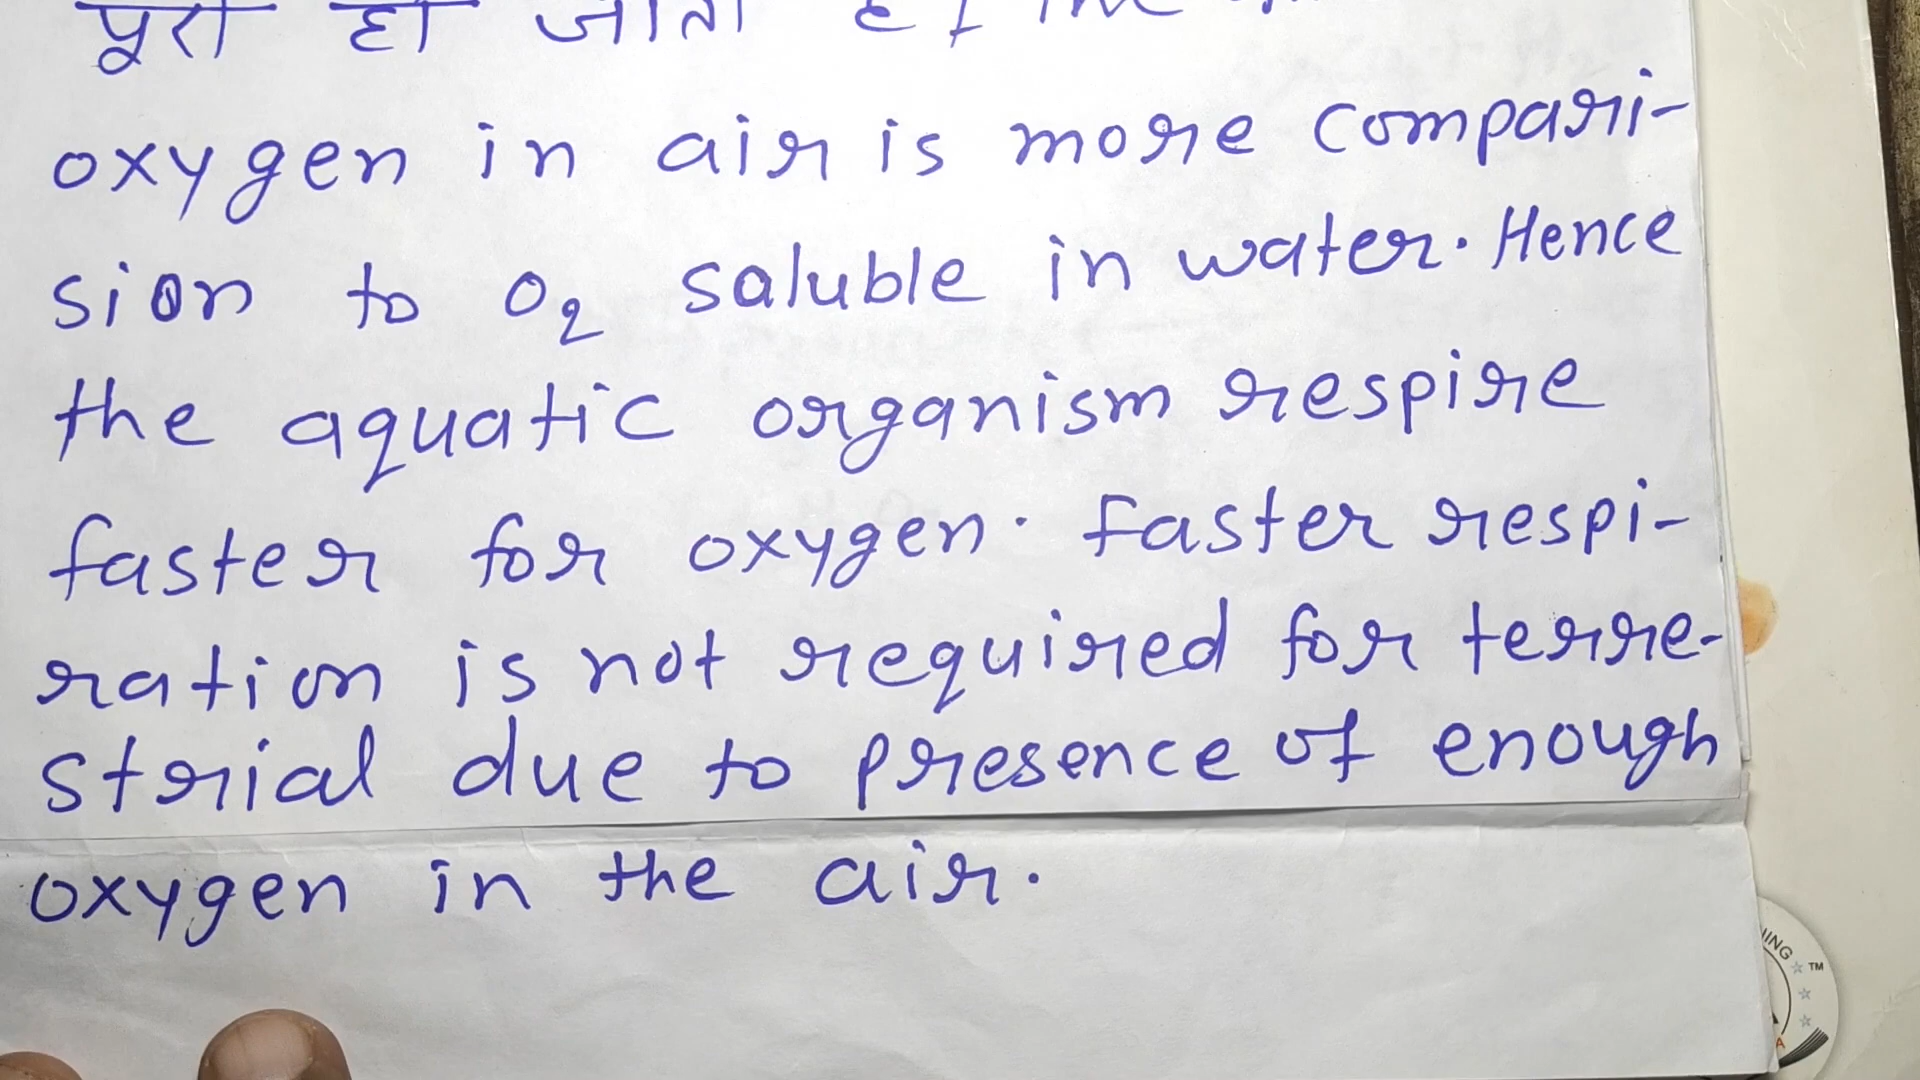 पूरा हो जाता है। The
oxygen in air is more compari-
sion to O2 saluble in water. Hence
the aquatic organism respire
faster for oxygen. Faster respi-
ration is not required for terre-
strial due to presence of enough
oxygen in the air.
TM